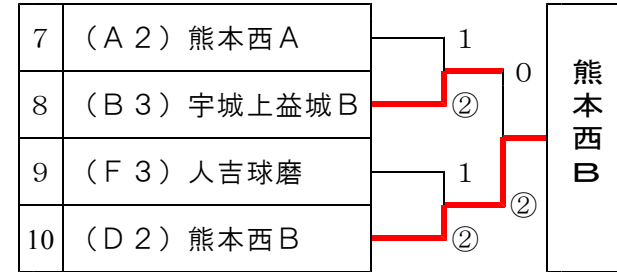 7 （Ａ２）熊本西Ａ 1
0
8 （Ｂ３）宇城上益城Ｂ ②
9 （Ｆ３）人吉球磨 1
②
10 （Ｄ２）熊本西Ｂ ②
熊本西Ｂ